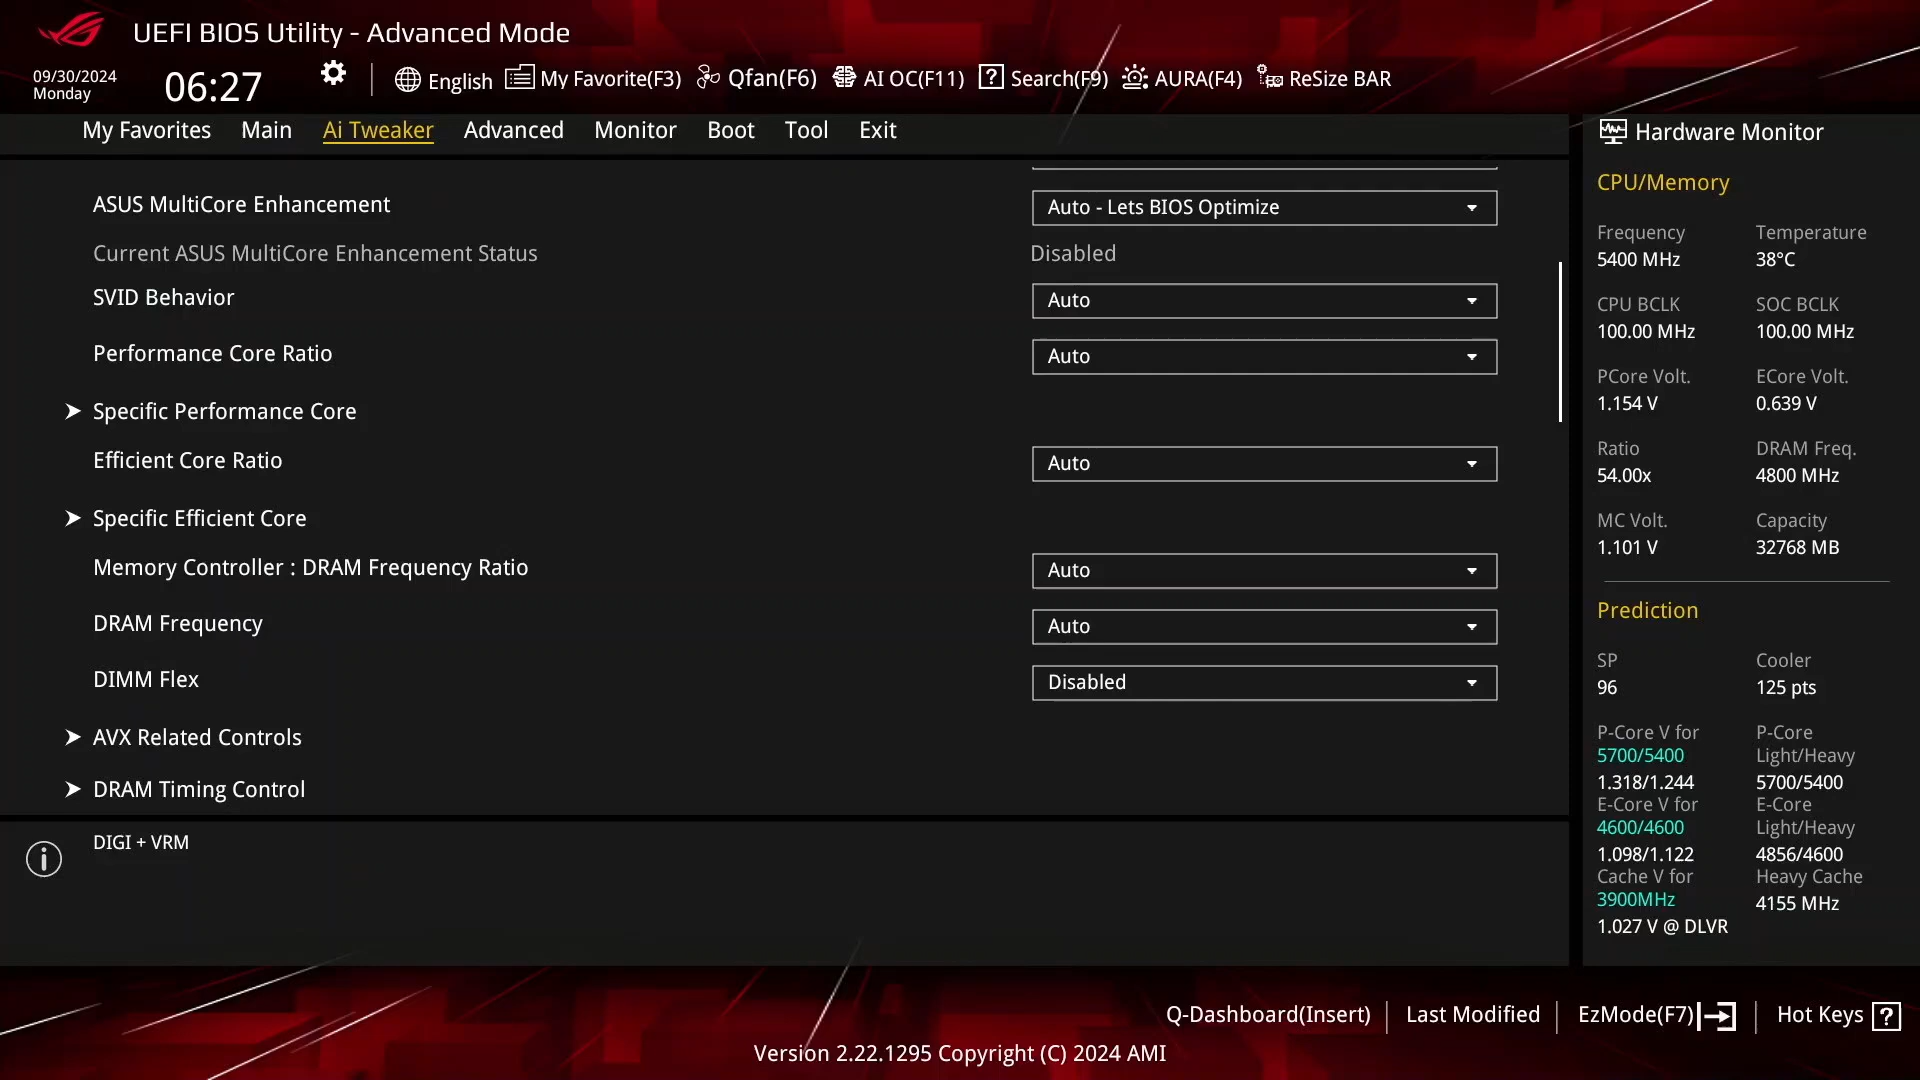 UEFI BIOS Utility - Advanced Mode
09/30/2024
Monday
06:27
English
My Favorite(F3)
Qfan(F6)
AI OC(F11)
Search(F9)
AURA(F4)
ReSize BAR
My Favorites
Main
Ai Tweaker
Advanced
Monitor
Boot
Tool
Exit
ASUS MultiCore Enhancement
Auto - Lets BIOS Optimize
Current ASUS MultiCore Enhancement Status
Disabled
SVID Behavior
Auto
Performance Core Ratio
Auto
Specific Performance Core
Efficient Core Ratio
Auto
Specific Efficient Core
Memory Controller : DRAM Frequency Ratio
Auto
DRAM Frequency
Auto
DIMM Flex
Disabled
AVX Related Controls
DRAM Timing Control
DIGI + VRM
Hardware Monitor
CPU/Memory
Frequency
Temperature
5400 MHz
38°C
CPU BCLK
SOC BCLK
100.00 MHz
100.00 MHz
PCore Volt.
ECore Volt.
1.154 V
0.639 V
Ratio
DRAM Freq.
54.00x
4800 MHz
MC Volt.
Capacity
1.101 V
32768 MB
Prediction
SP
Cooler
96
125 pts
P-Core V for
P-Core
5700/5400
Light/Heavy
1.318/1.244
5700/5400
E-Core V for
E-Core
4600/4600
Light/Heavy
1.098/1.122
4856/4600
Cache V for
Heavy Cache
3900MHz
4155 MHz
1.027 V @ DLVR
Q-Dashboard(Insert)
Last Modified
EzMode(F7)
Hot Keys ?
Version 2.22.1295 Copyright (C) 2024 AMI